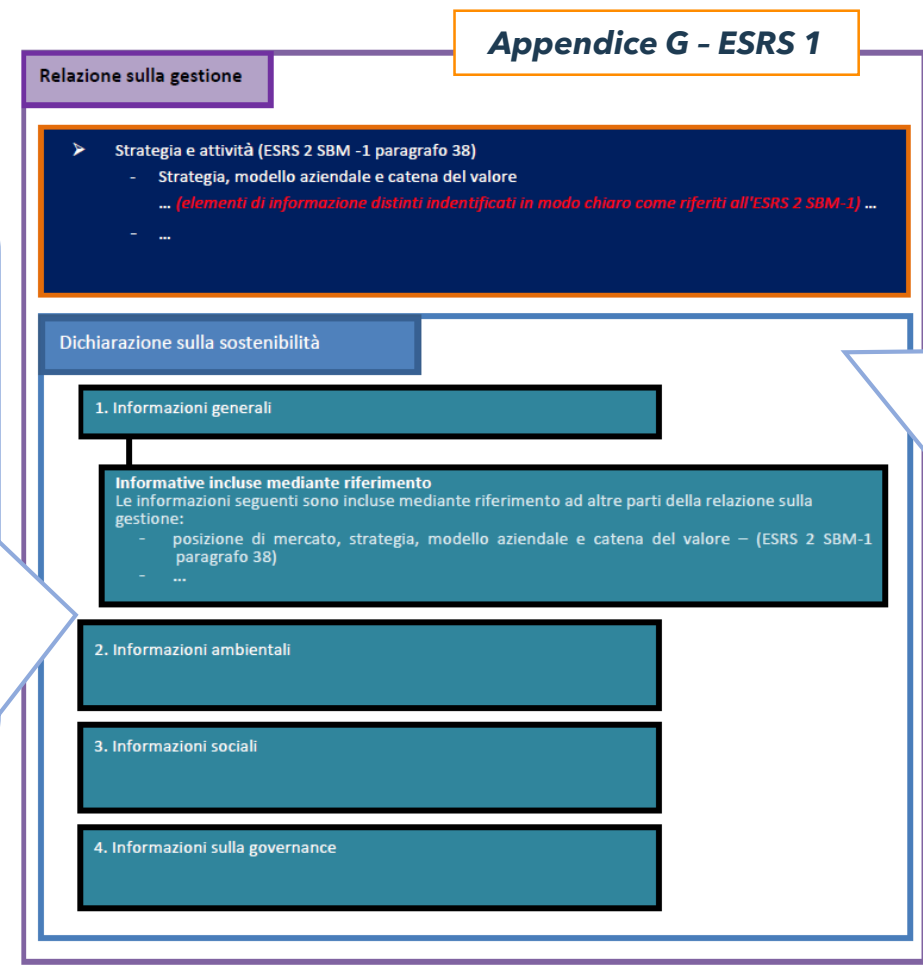 Appendice G – ESRS 1
Relazione sulla gestione
➢ Strategia e attività (ESRS 2 SBM -1 paragrafo 38)
- Strategia, modello aziendale e catena del valore
... (elementi di informazione distinti indentificati in modo chiaro come riferiti all'ESRS 2 SBM-1) ...
- ...
Dichiarazione sulla sostenibilità
1. Informazioni generali
Informative incluse mediante riferimento
Le informazioni seguenti sono incluse mediante riferimento ad altre parti della relazione sulla
gestione:
- posizione di mercato, strategia, modello aziendale e catena del valore – (ESRS 2 SBM-1
paragrafo 38)
- ...
2. Informazioni ambientali
3. Informazioni sociali
4. Informazioni sulla governance